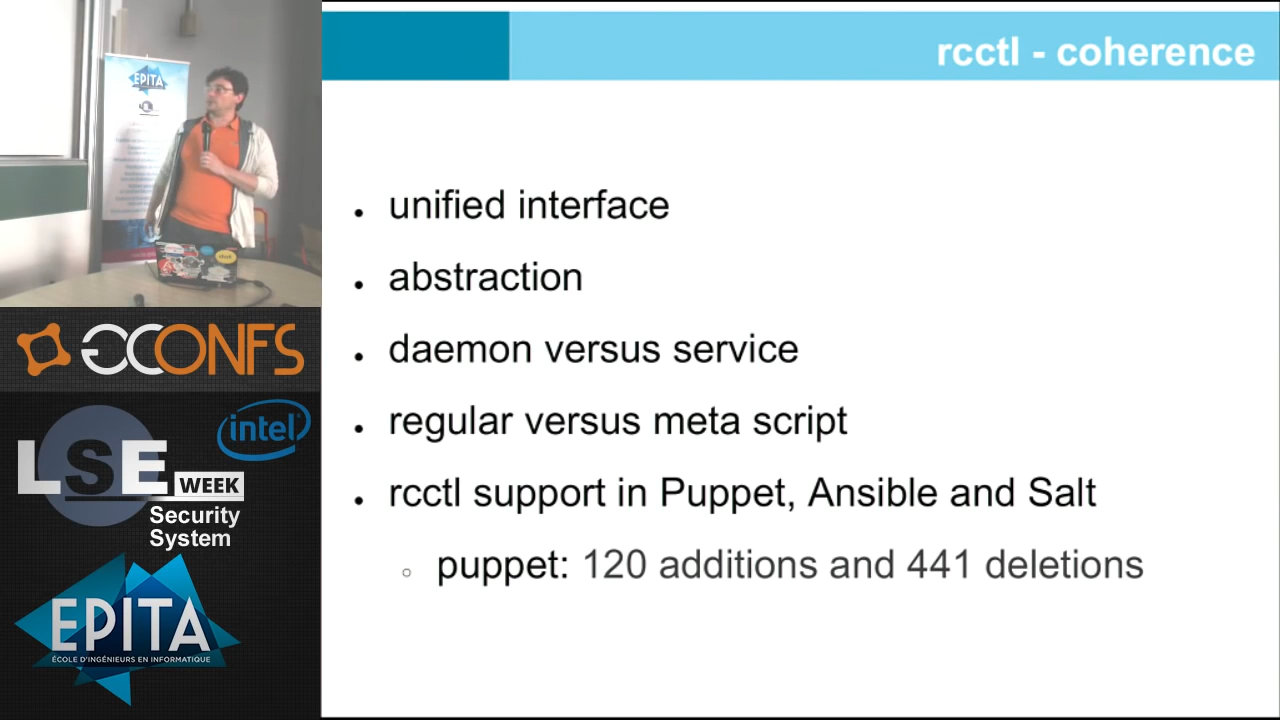 rcctl - coherence
unified interface
abstraction
daemon versus service
regular versus meta script
rcctl support in Puppet, Ansible and Salt
puppet: 120 additions and 441 deletions
EPITA
GCONFS
intel
LSE
WEEK
Security
System
EPITA
ÉCOLE D'INGÉNIEURS EN INFORMATIQUE